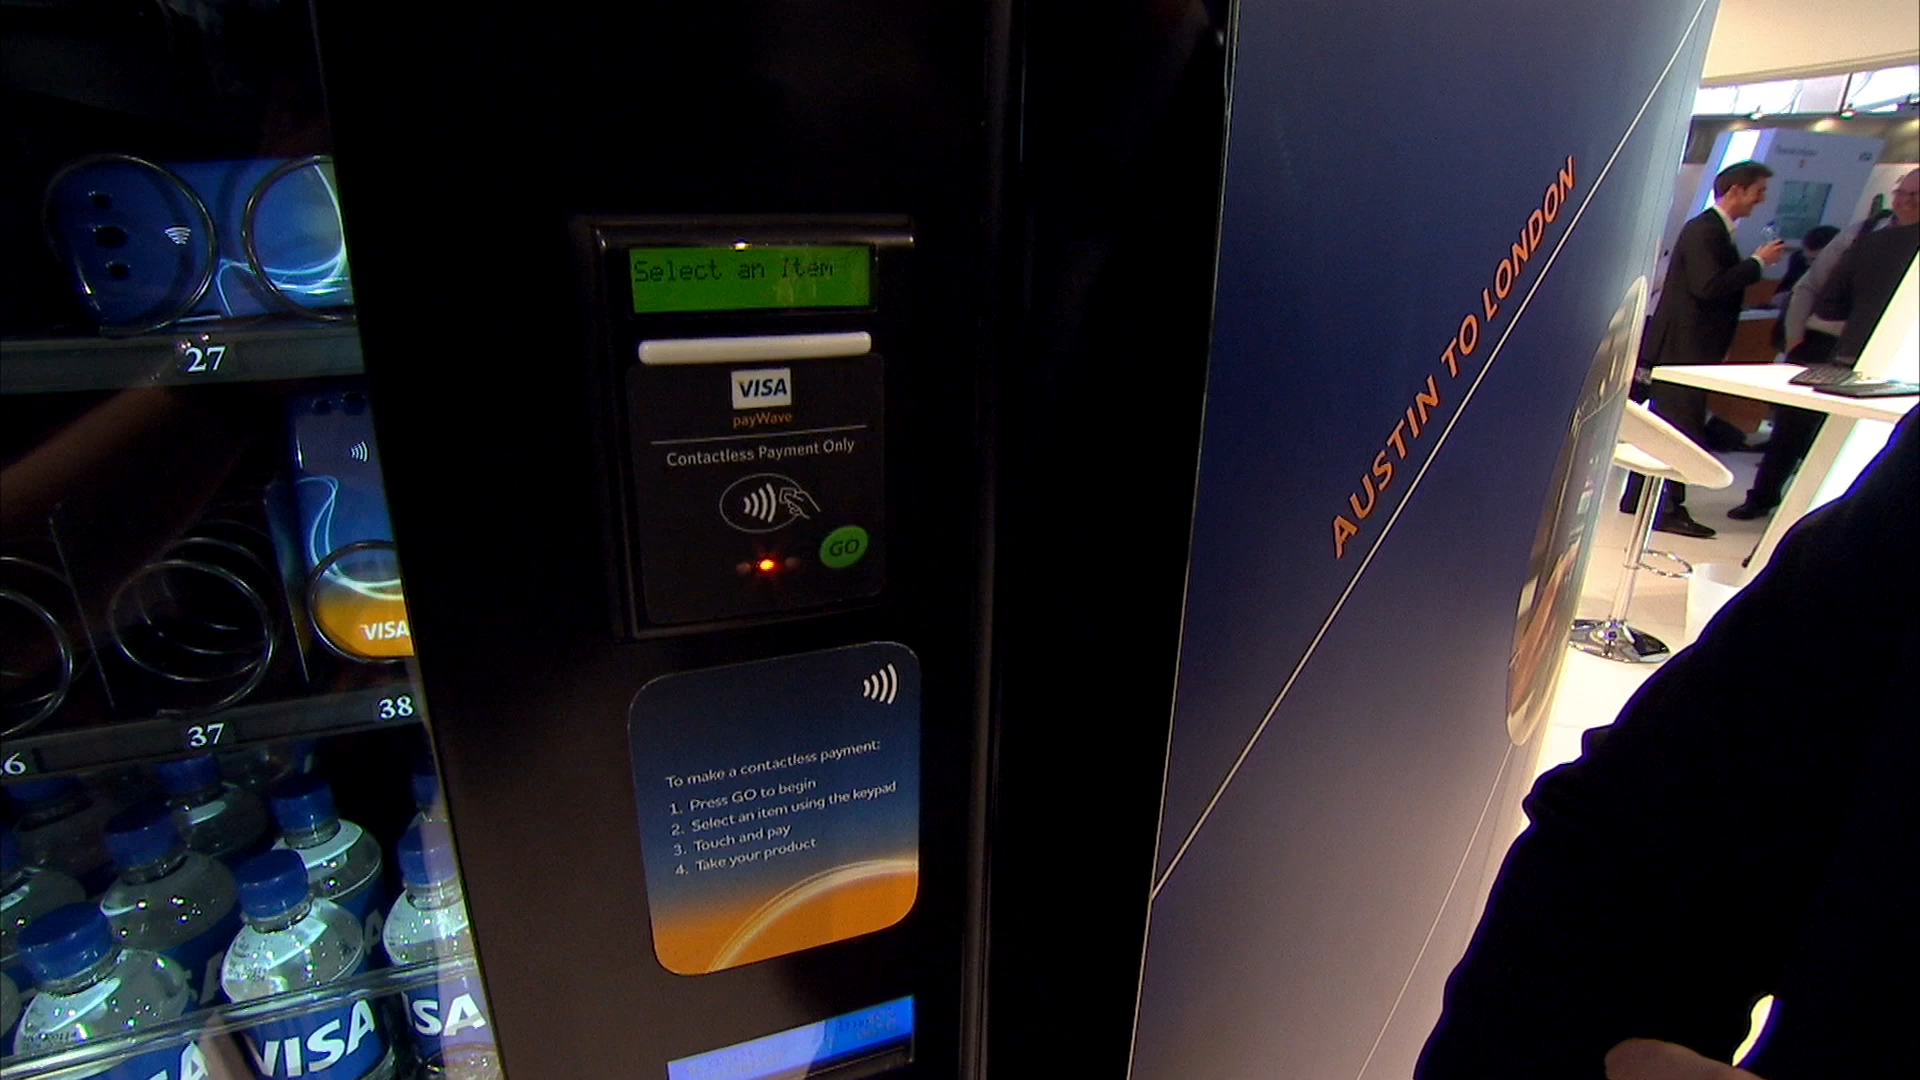 27
VISA
37
38
VISA
SA
Select an item
VISA
payWave
Contactless Payment Only
GO
To make a contactless payment:
1. Press GO to begin
2. Select an item using the keypad
3. Touch and pay
4. Take your product
AUSTIN TO LONDON